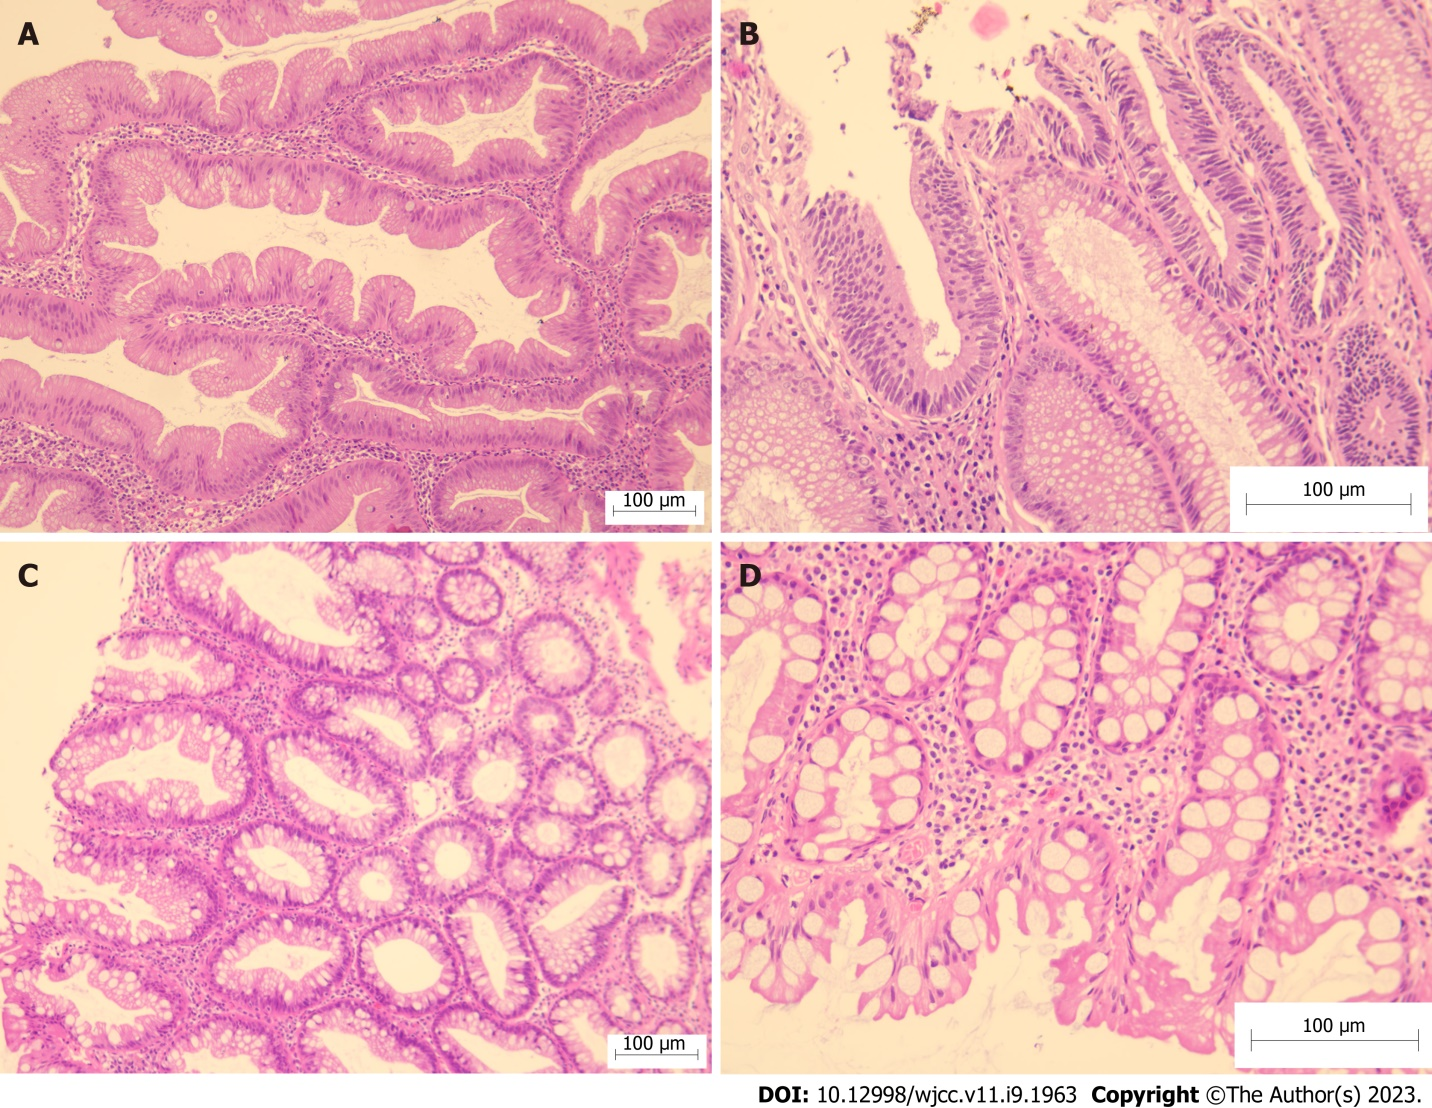 A
B
100 µm
100 µm
C
D
100 µm
100 µm
DOI: 10.12998/wjcc.v11.i9.1963 Copyright ©The Author(s) 2023.